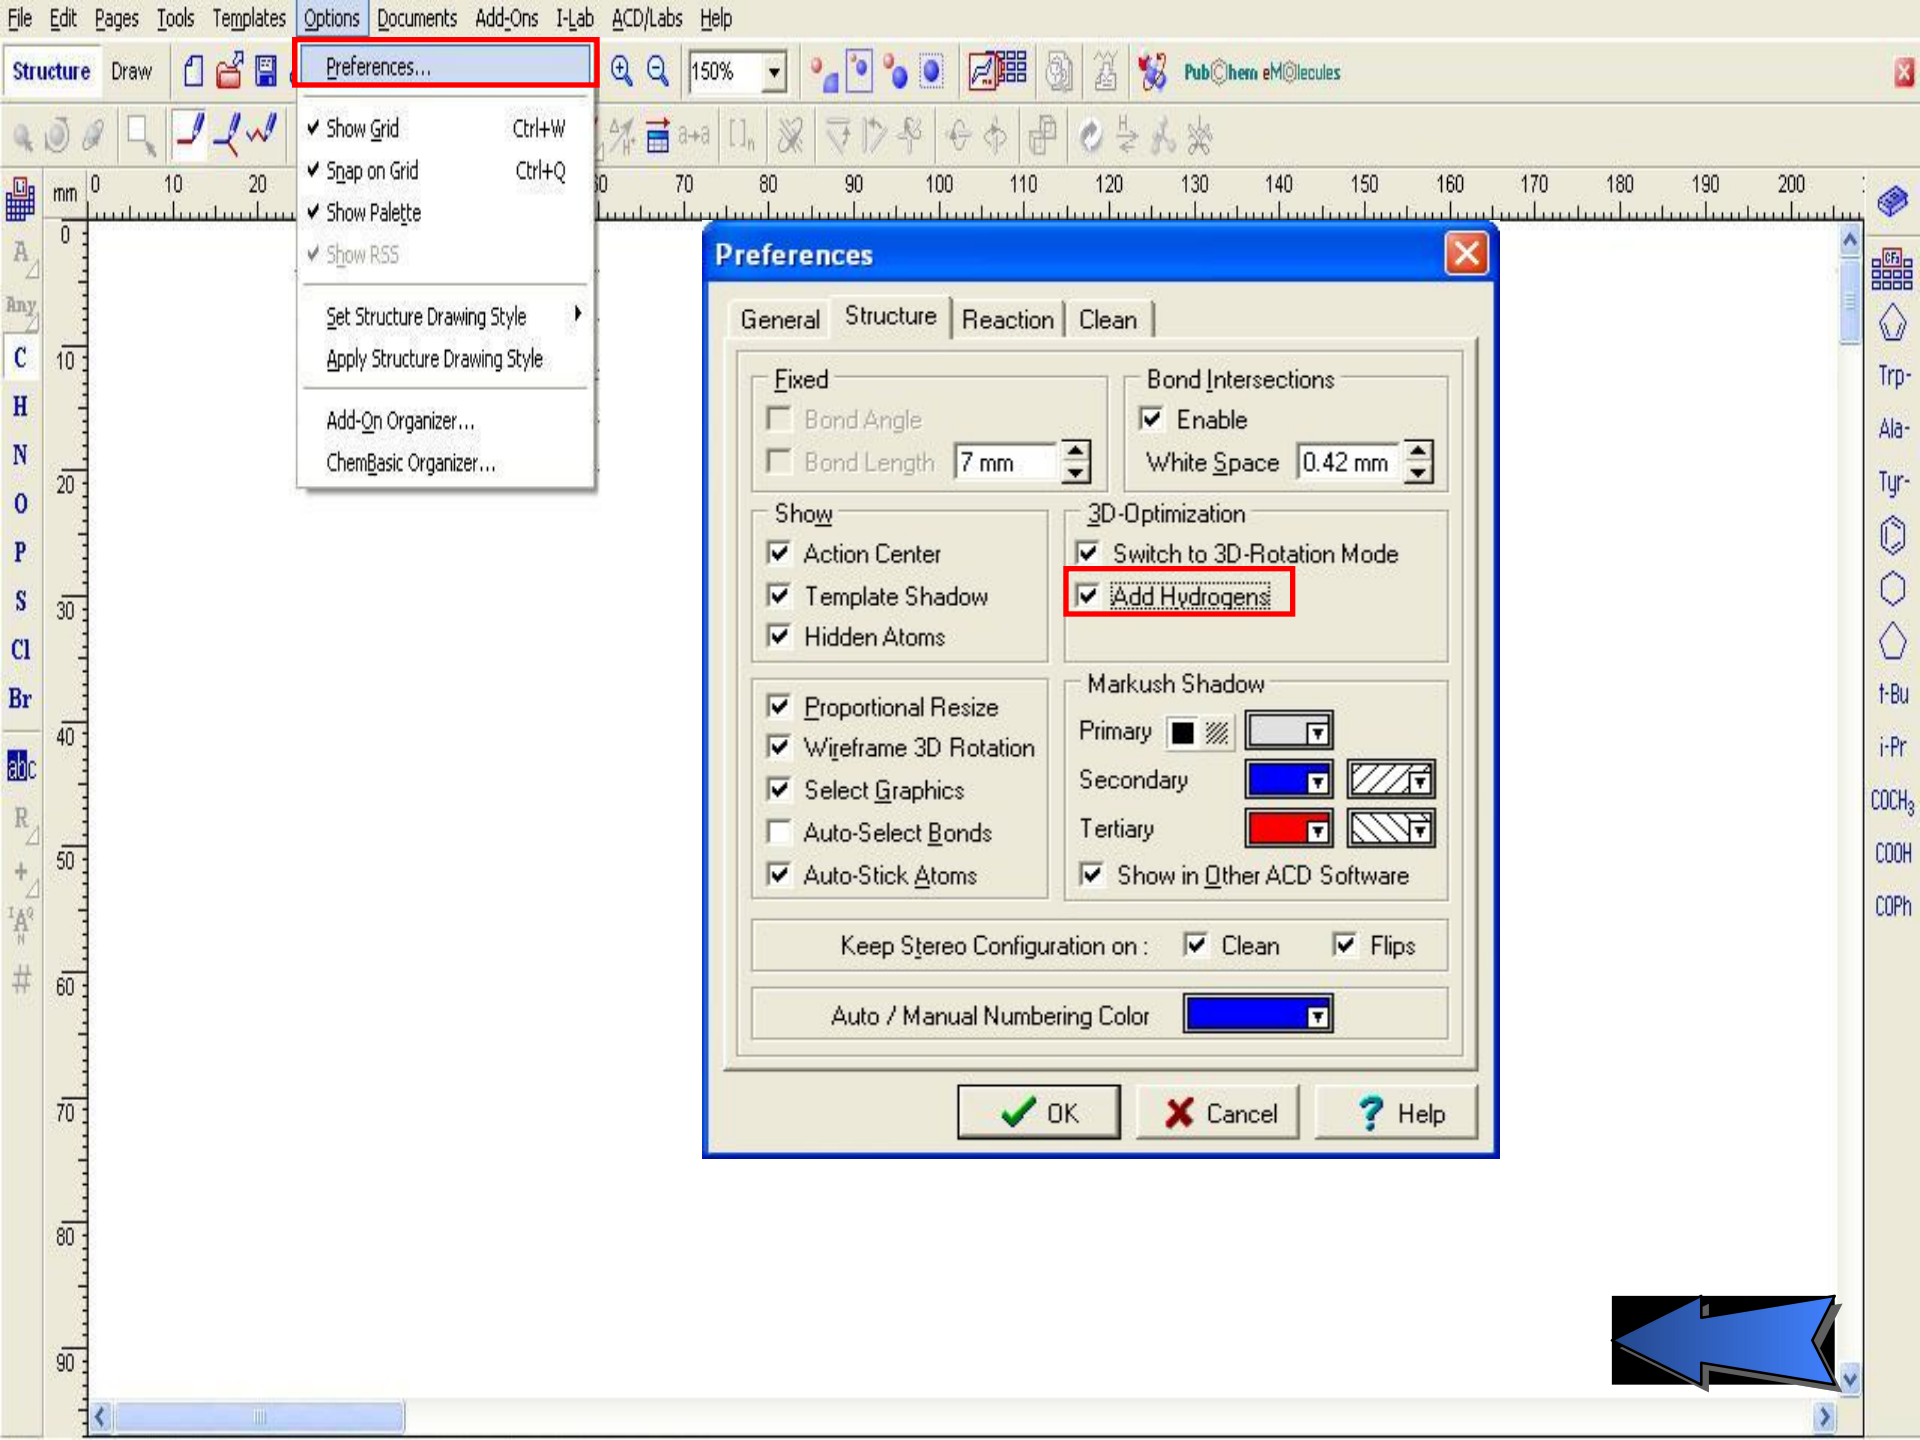 File Edit Pages Tools Templates Options Documents Add-Ons I-Lab ACD/Labs Help
Structure Draw 150% PubChem eMolecules
Preferences...
Show Grid Ctrl+W
Snap on Grid Ctrl+Q
Show Palette
Show RSS
Set Structure Drawing Style
Apply Structure Drawing Style
Add-On Organizer...
ChemBasic Organizer...
a→a []n H
mm 0 10 20 70 80 90 100 110 120 130 140 150 160 170 180 190 200
0
10
20
30
40
50
60
70
80
90
Li
A
Any
C
H
N
O
P
S
Cl
Br
abc
R
+
#
Preferences
General Structure Reaction Clean
Fixed
Bond Angle
Bond Length 7 mm
Bond Intersections
Enable
White Space 0.42 mm
Show
Action Center
Template Shadow
Hidden Atoms
3D-Optimization
Switch to 3D-Rotation Mode
Add Hydrogens
Proportional Resize
Wireframe 3D Rotation
Select Graphics
Auto-Select Bonds
Auto-Stick Atoms
Markush Shadow
Primary
Secondary
Tertiary
Show in Other ACD Software
Keep Stereo Configuration on : Clean Flips
Auto / Manual Numbering Color
OK Cancel Help
CF3
Trp-
Ala-
Tyr-
t-Bu
i-Pr
COCH3
COOH
COPh